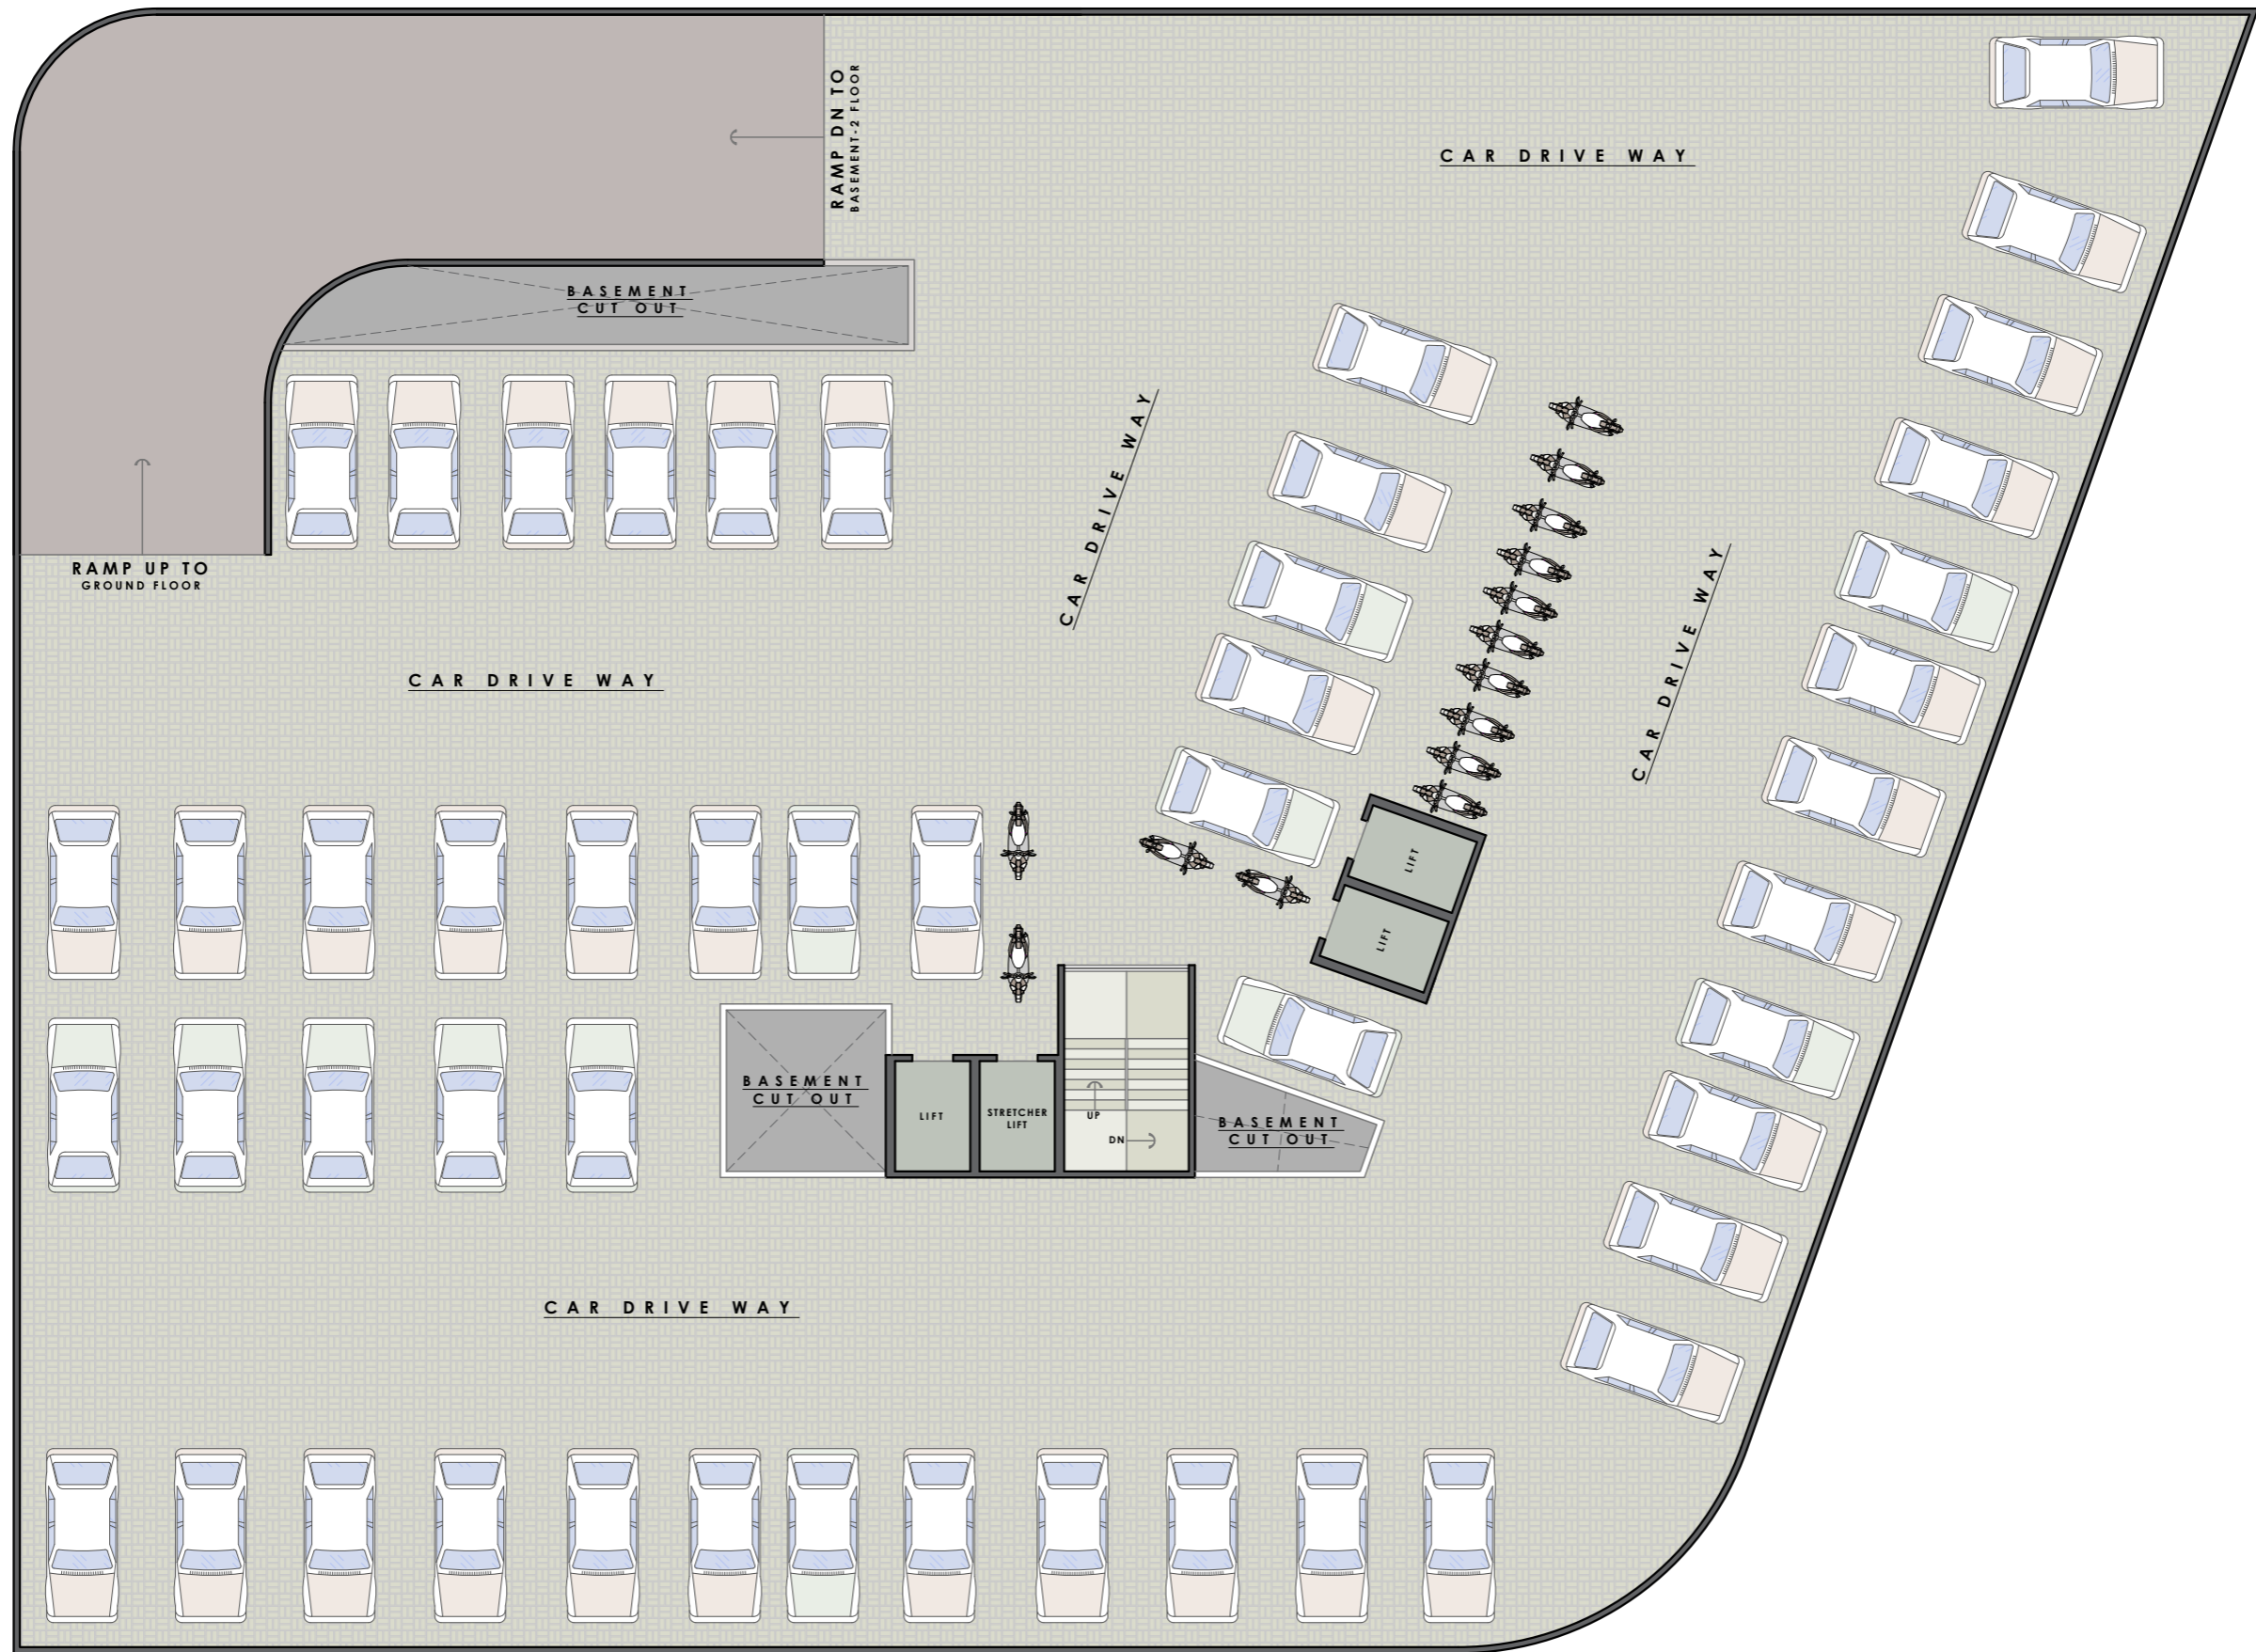 RAMP DN TO
BASEMENT-2 FLOOR
CAR DRIVE WAY
BASEMENT
CUT OUT
CAR DRIVE WAY
RAMP UP TO
GROUND FLOOR
CAR DRIVE WAY
CAR DRIVE WAY
LIFT
LIFT
BASEMENT
CUT OUT
LIFT
STRETCHER
LIFT
UP
DN
BASEMENT
CUT OUT
CAR DRIVE WAY